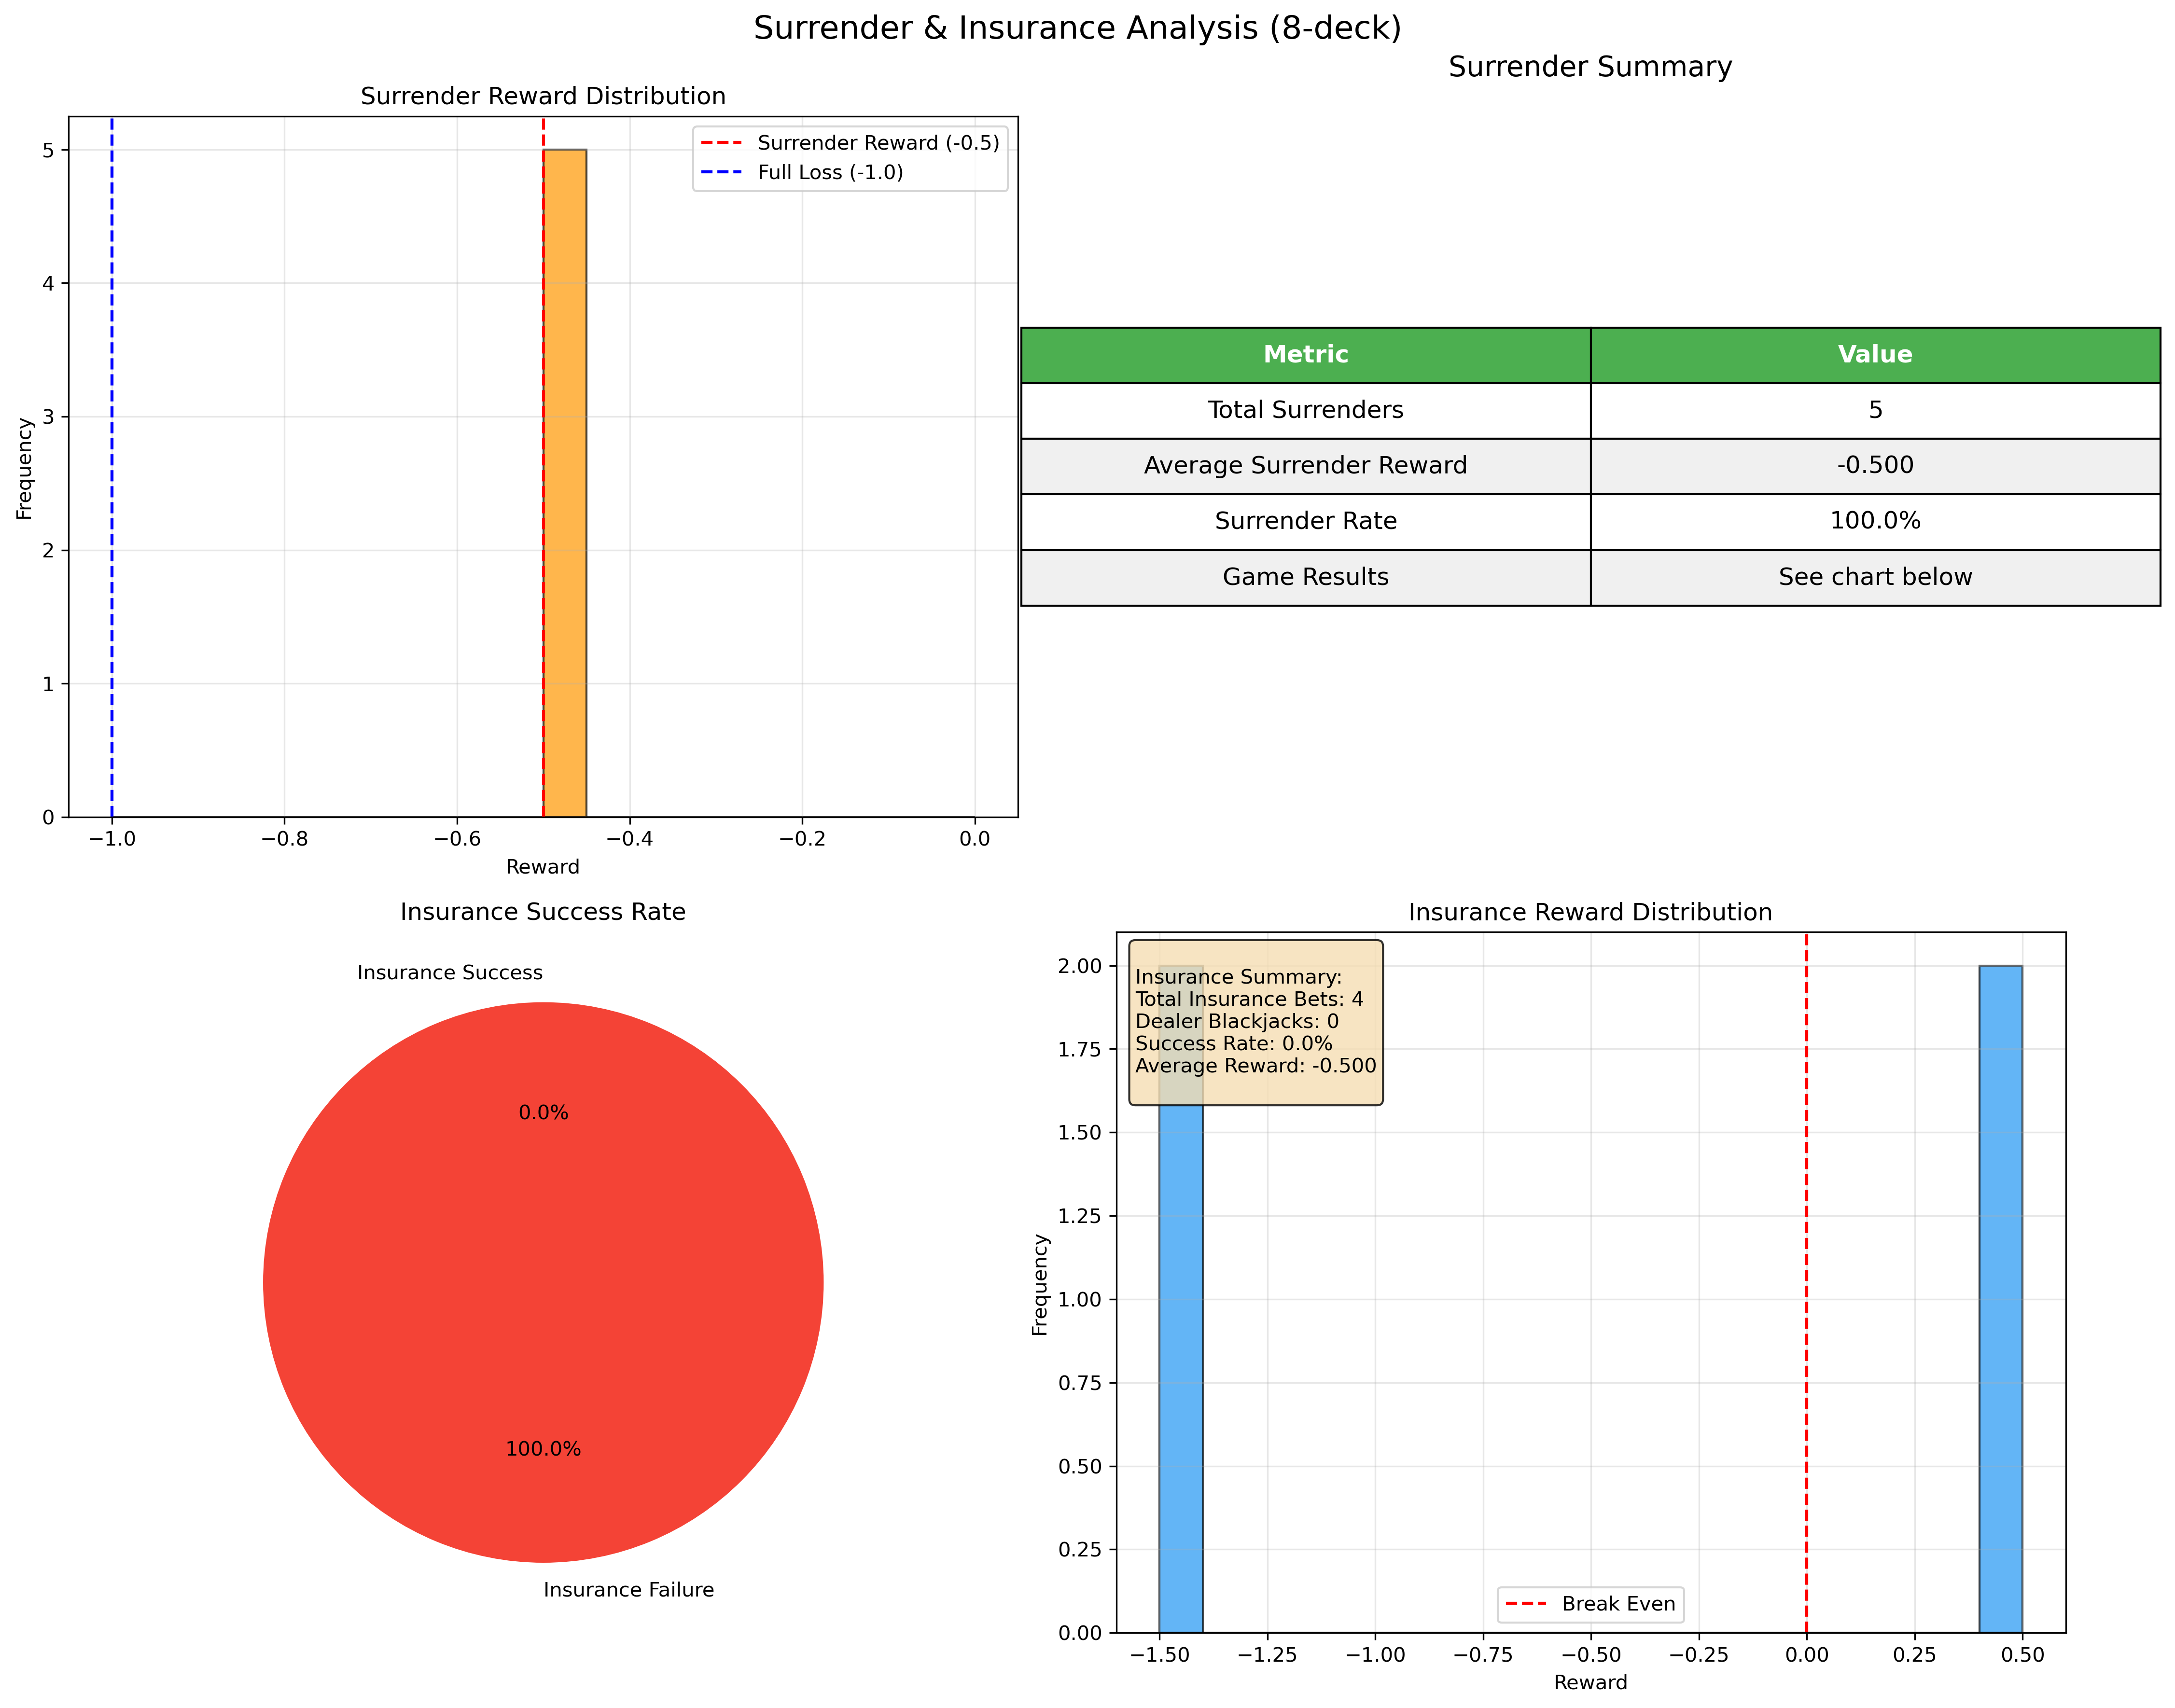 Surrender & Insurance Analysis (8-deck)
Surrender Reward Distribution
Surrender Reward (-0.5)
Full Loss (-1.0)
5
4
3
2
1
0
Frequency
−1.0 −0.8 −0.6 −0.4 −0.2 0.0
Reward
Surrender Summary
Metric Value
Total Surrenders 5
Average Surrender Reward -0.500
Surrender Rate 100.0%
Game Results See chart below
Insurance Success Rate
Insurance Success
0.0%
100.0%
Insurance Failure
Insurance Reward Distribution
Insurance Summary:
Total Insurance Bets: 4
Dealer Blackjacks: 0
Success Rate: 0.0%
Average Reward: -0.500
2.00
1.75
1.50
1.25
1.00
0.75
0.50
0.25
0.00
Frequency
Break Even
−1.50 −1.25 −1.00 −0.75 −0.50 −0.25 0.00 0.25 0.50
Reward